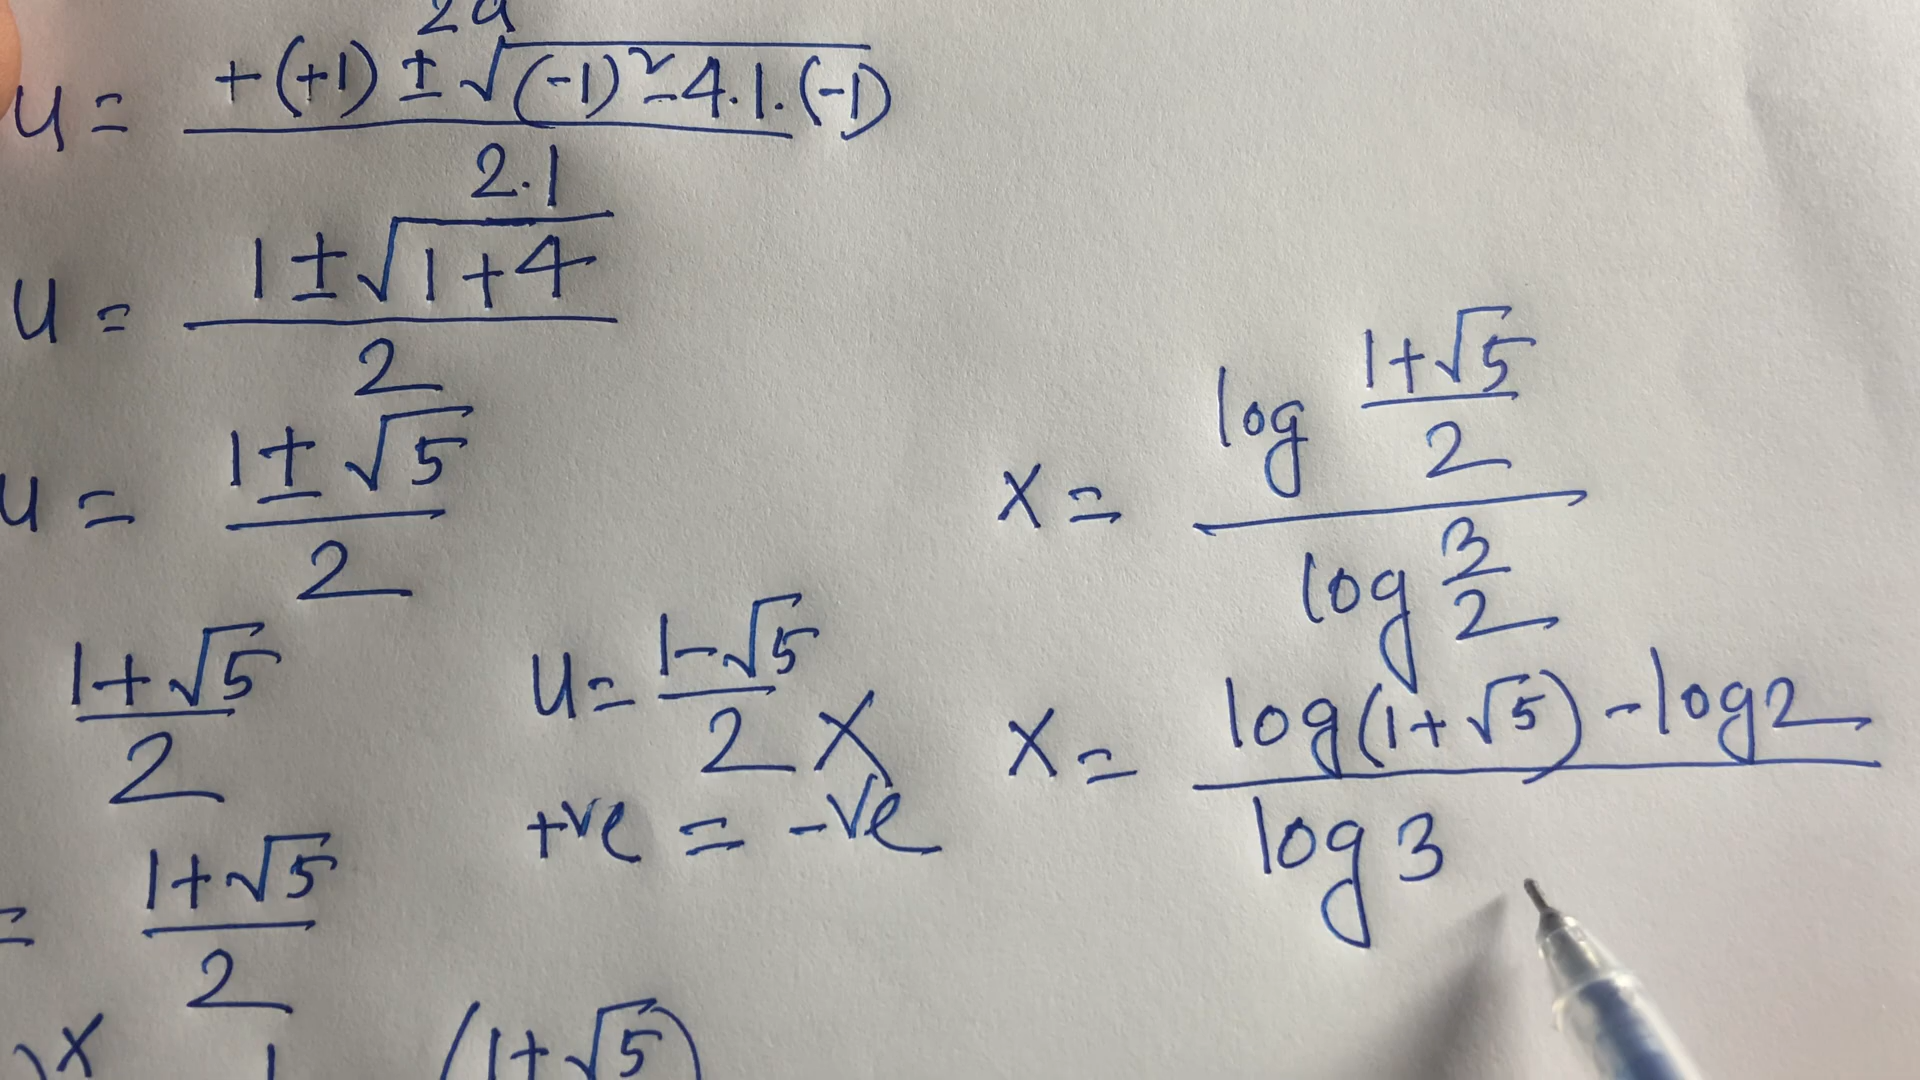 2a
u = +(+1) ± √(-1)² - 4.1.(-1)
2.1
u = 1 ± √1+4
2
u = 1 ± √5
2
1+√5
2
u = 1-√5
2 X
+ve = -ve
= 1+√5
2
)x (1+√5)
x = log 1+√5
2
log 3
2
x = log(1+√5) - log2
log 3